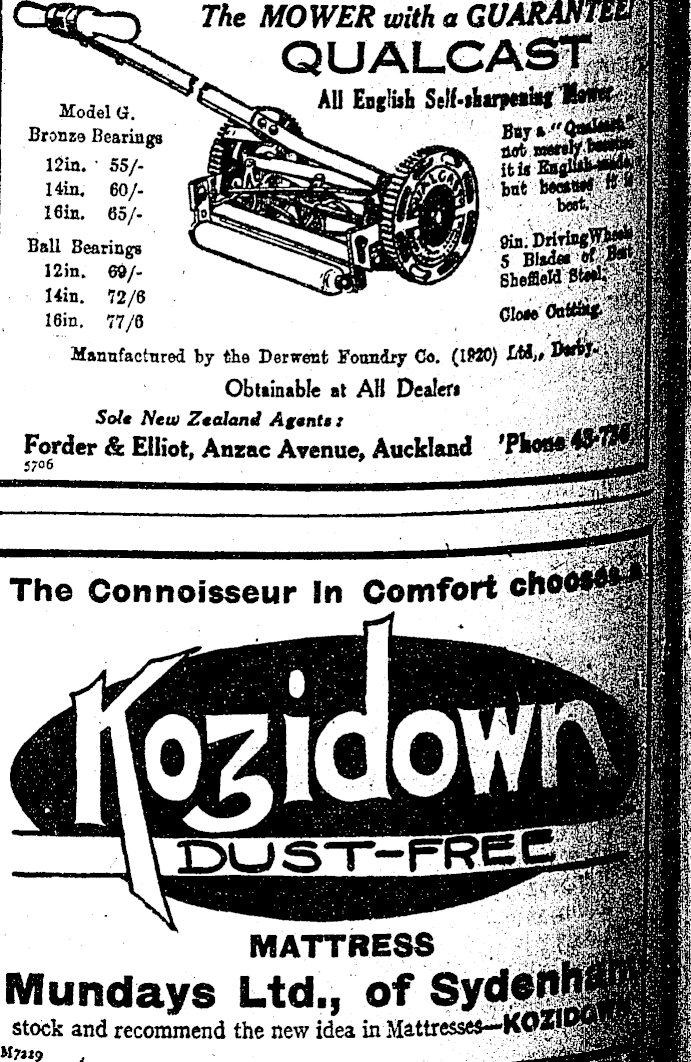 The MOWER with a GUARANTEE
QUALCAST
All English Self-sharpening Mower
Model G.
Bronze Bearings
12in. 55/-
14in. 60/-
16in. 65/-
Ball Bearings
12in. 69/-
14in. 72/6
16in. 77/6
Buy a "Qualcast,"
not merely because
it is English-made,
but because it is
best.
9in. Driving Wheels
5 Blades of Best
Sheffield Steel.
Close Cutting.
QUALCAST
Manufactured by the Derwent Foundry Co. (1920) Ltd., Derby.
Obtainable at All Dealers
Sole New Zealand Agents:
Forder & Elliot, Anzac Avenue, Auckland 'Phone
5706
The Connoisseur In Comfort chooses a
Kozidown
DUST-FREE
MATTRESS
Mundays Ltd., of Sydenham
stock and recommend the new idea in Mattresses—KOZIDOWN
M7229